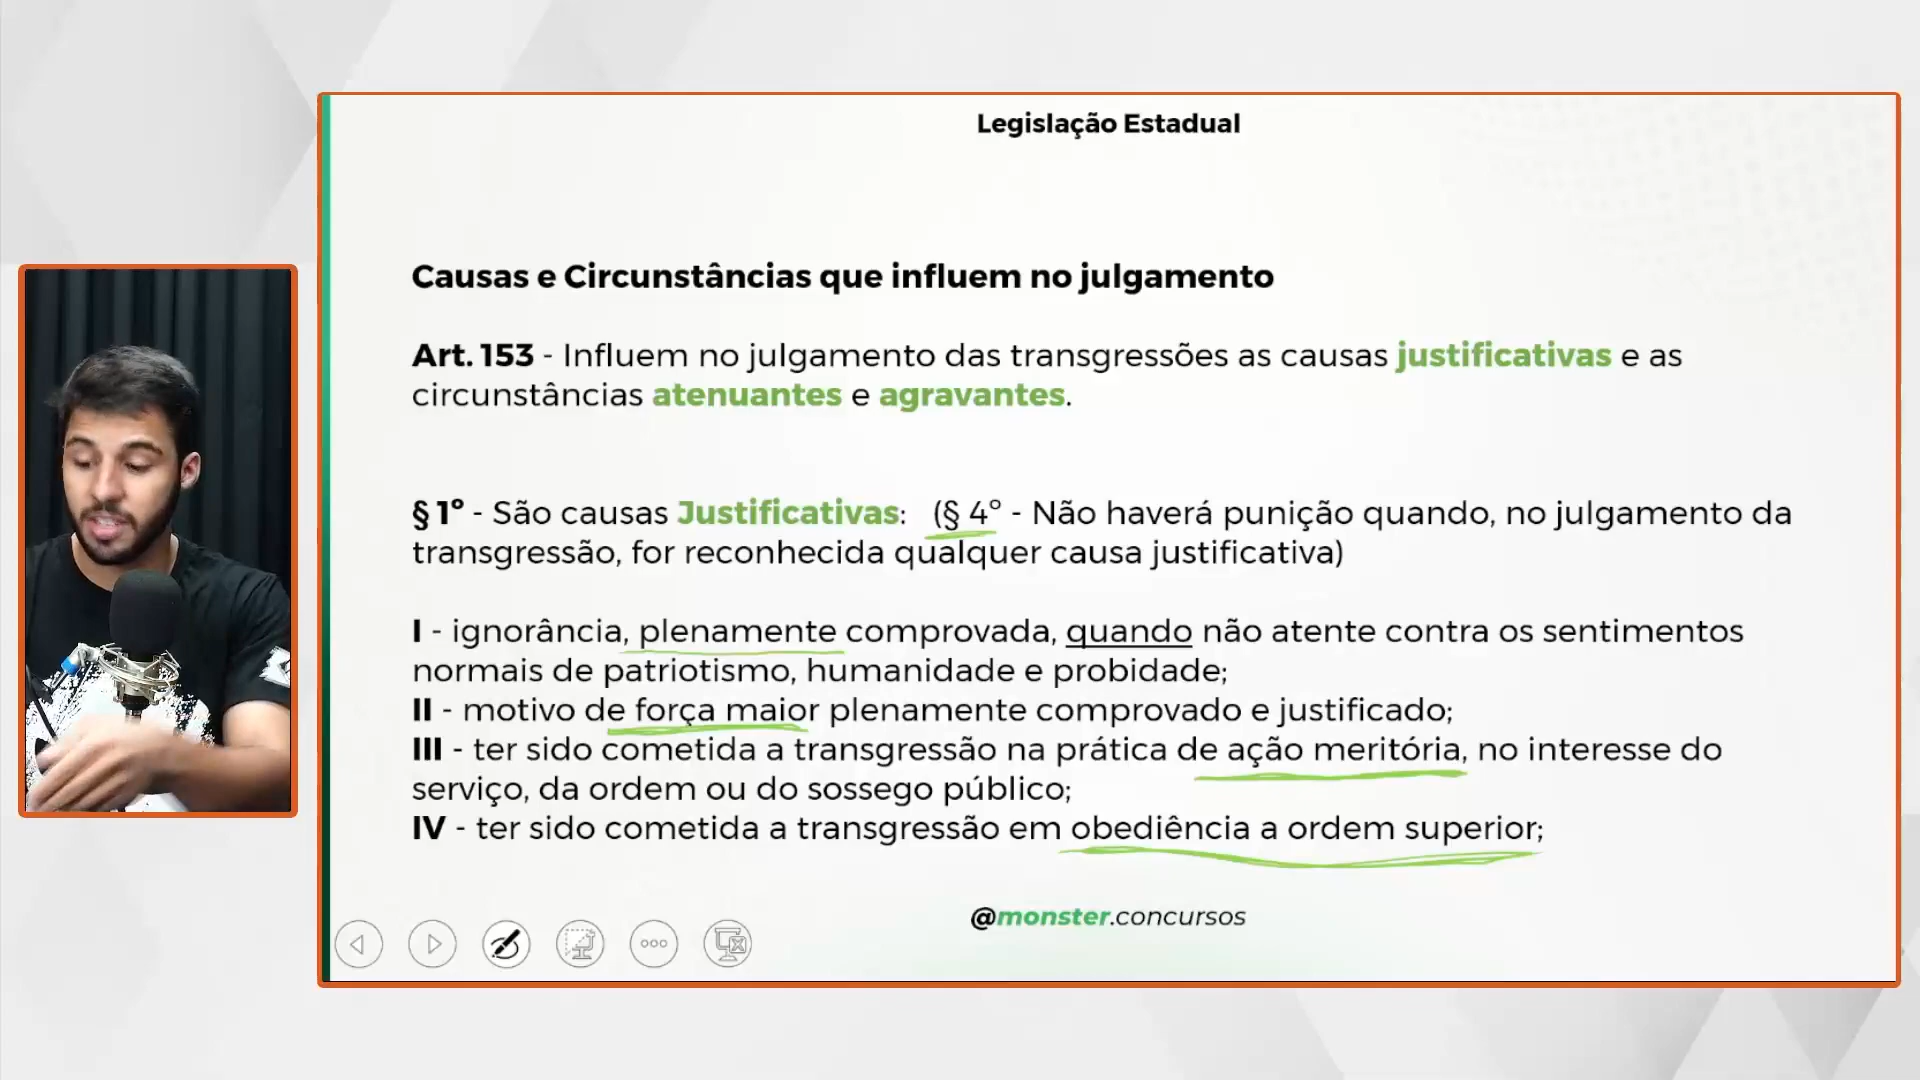 Legislação Estadual
Causas e Circunstâncias que influem no julgamento
Art. 153 - Influem no julgamento das transgressões as causas justificativas e as
circunstâncias atenuantes e agravantes.
§ 1º - São causas Justificativas: (§ 4º - Não haverá punição quando, no julgamento da
transgressão, for reconhecida qualquer causa justificativa)
I - ignorância, plenamente comprovada, quando não atente contra os sentimentos
normais de patriotismo, humanidade e probidade;
II - motivo de força maior plenamente comprovado e justificado;
III - ter sido cometida a transgressão na prática de ação meritória, no interesse do
serviço, da ordem ou do sossego público;
IV - ter sido cometida a transgressão em obediência a ordem superior;
@monster.concursos